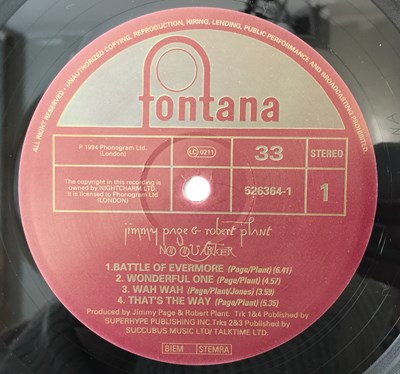 ALL RIGHT RESERVED · UNAUTHORIZED COPYING, REPRODUCTION, HIRING, LENDING, PUBLIC PERFORMANCE AND BROADCASTING PROHIBITED
fontana
P 1994 Phonogram Ltd
(London)
LC 0211
33
STEREO
The copyright in this recording is
owned by NIGHTCHARM LTD.
It is licensed to Phonogram Ltd
(LONDON)
526364-1
1
jimmy page & robert plant
NO QUARTER
1.BATTLE OF EVERMORE (Page/Plant) (6.41)
2. WONDERFUL ONE (Page/Plant) (4.57)
3. WAH WAH (Page/Plant/Jones) (3.59)
4. THAT'S THE WAY (Page/Plant) (5.35)
Produced by Jimmy Page & Robert Plant. Trk 1&4 Published by
SUPERHYPE PUBLISHING INC.Trks 2&3 Published by
SUCCUBUS MUSIC LTD/ TALKTIME LTD.
BIEM
STEMRA